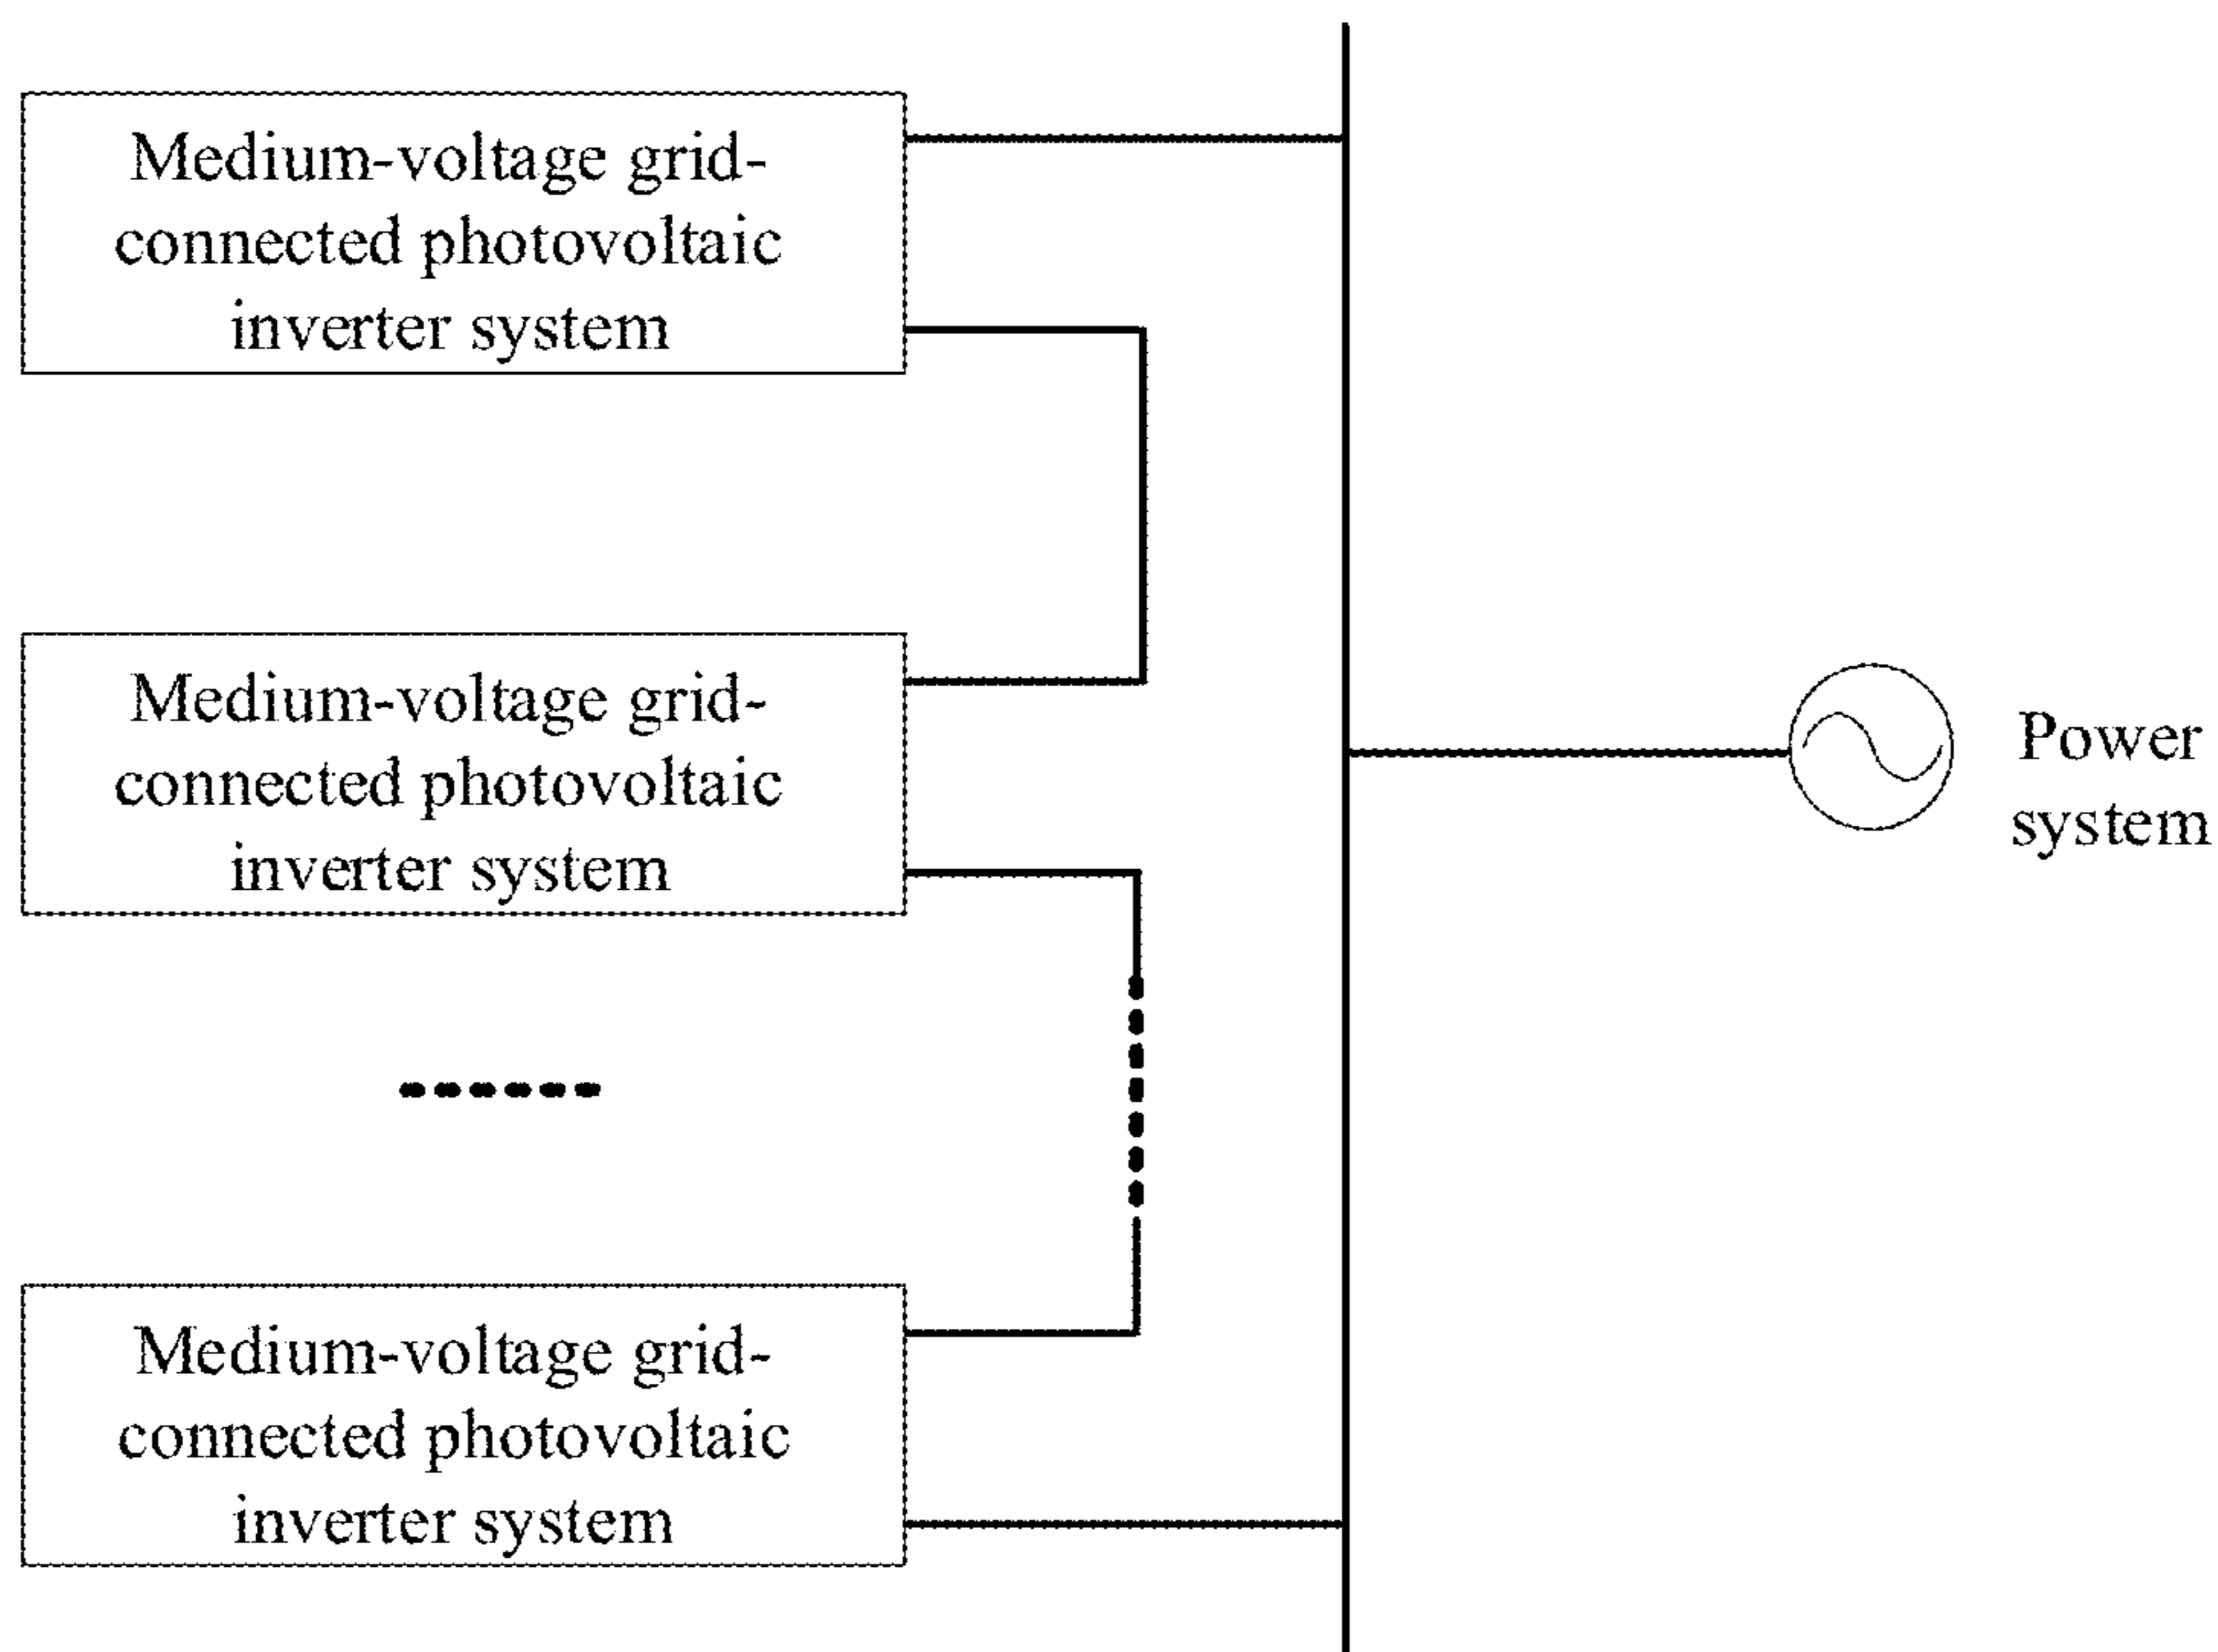 Medium-voltage grid-
connected photovoltaic
inverter system
Medium-voltage grid-
connected photovoltaic
inverter system
Power
system
Medium-voltage grid-
connected photovoltaic
inverter system